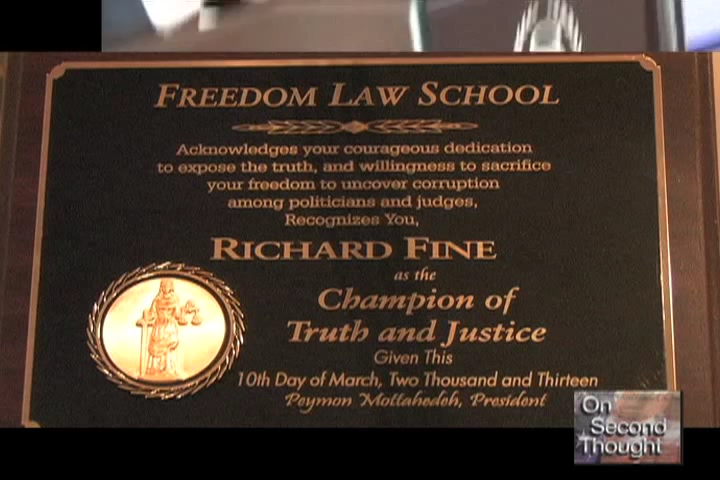 FREEDOM LAW SCHOOL
Acknowledges your courageous dedication
to expose the truth, and willingness to sacrifice
your freedom to uncover corruption
among politicians and judges,
Recognizes You,
RICHARD FINE
as the
Champion of
Truth and Justice
Given This
10th Day of March, Two Thousand and Thirteen
Peymon Mottahedeh, President
On
Second
Thought